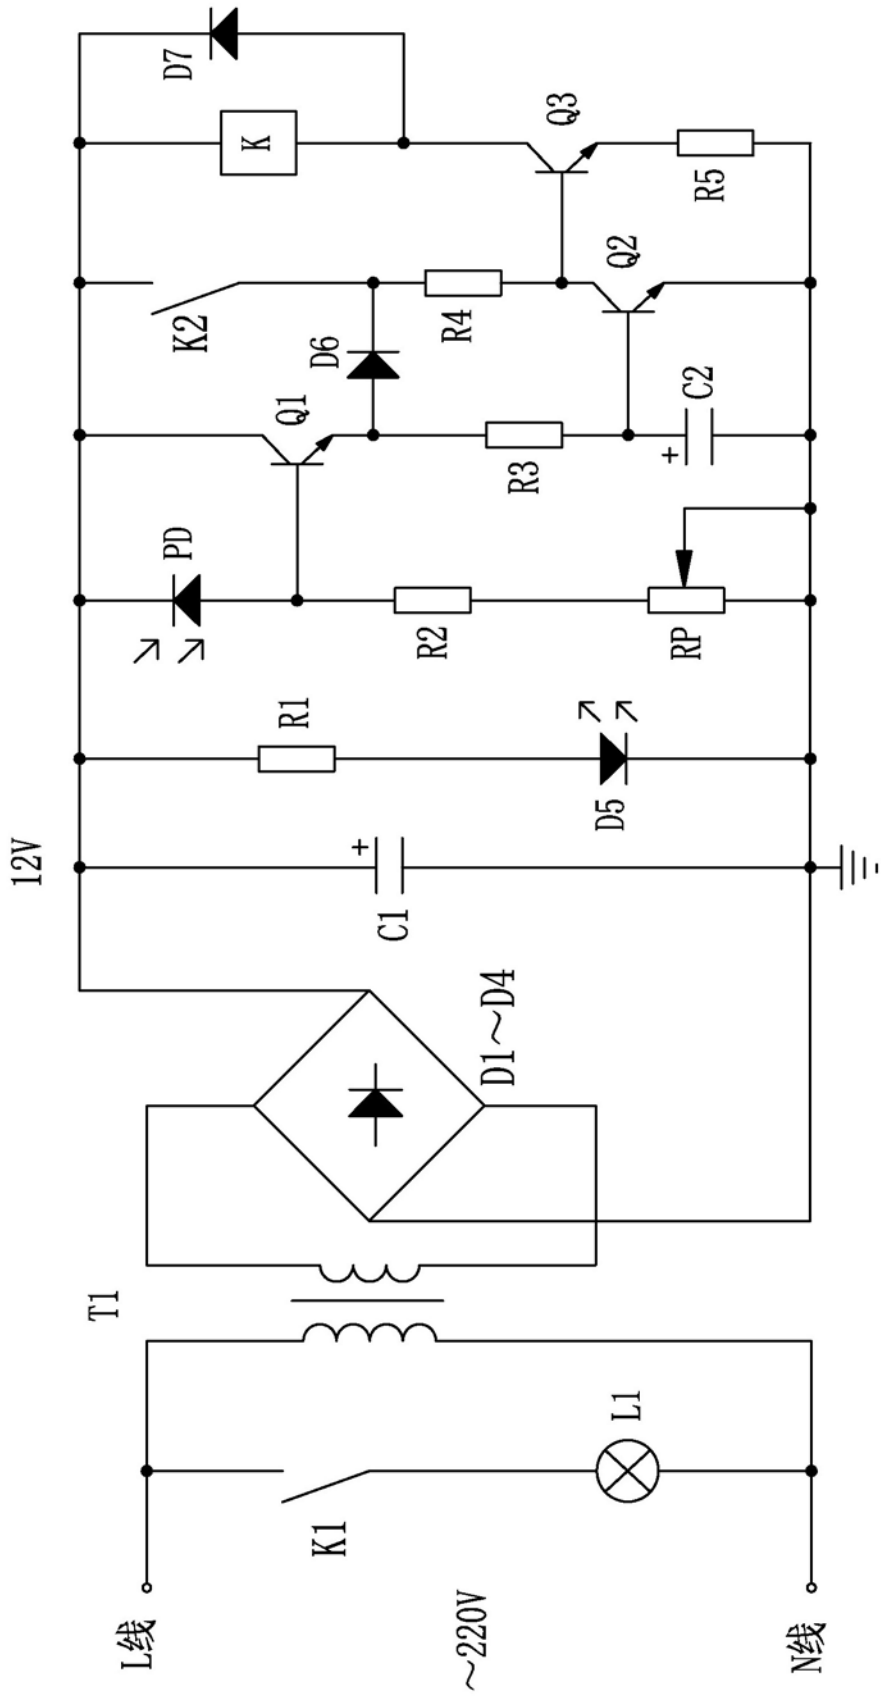 L线
~220V
N线
K1
L1
T1
D1~D4
12V
C1
+
R1
D5
PD
R2
RP
Q1
R3
+
C2
D6
K2
R4
Q2
K
D7
Q3
R5